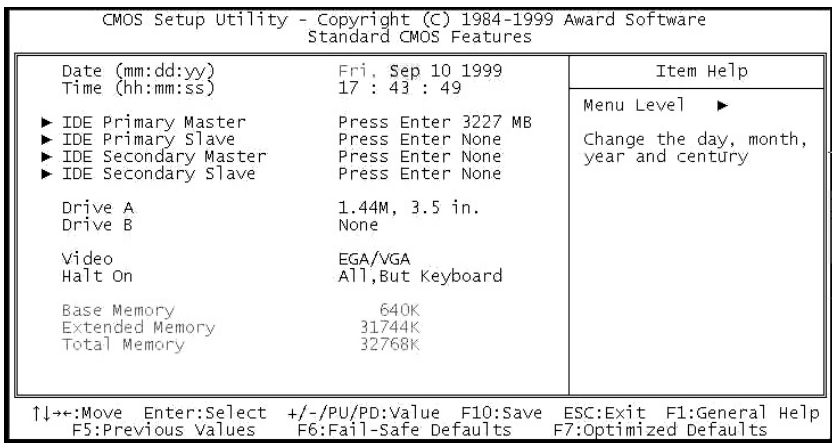 CMOS Setup Utility - Copyright (C) 1984-1999 Award Software
Standard CMOS Features
Date (mm:dd:yy) Fri, Sep 10 1999
Time (hh:mm:ss) 17 : 43 : 49
► IDE Primary Master Press Enter 3227 MB
► IDE Primary Slave Press Enter None
► IDE Secondary Master Press Enter None
► IDE Secondary Slave Press Enter None
Drive A 1.44M, 3.5 in.
Drive B None
Video EGA/VGA
Halt On All,But Keyboard
Base Memory 640K
Extended Memory 31744K
Total Memory 32768K
Item Help
Menu Level ►
Change the day, month,
year and century
↑↓→←:Move Enter:Select +/-/PU/PD:Value F10:Save ESC:Exit F1:General Help
F5:Previous Values F6:Fail-Safe Defaults F7:Optimized Defaults